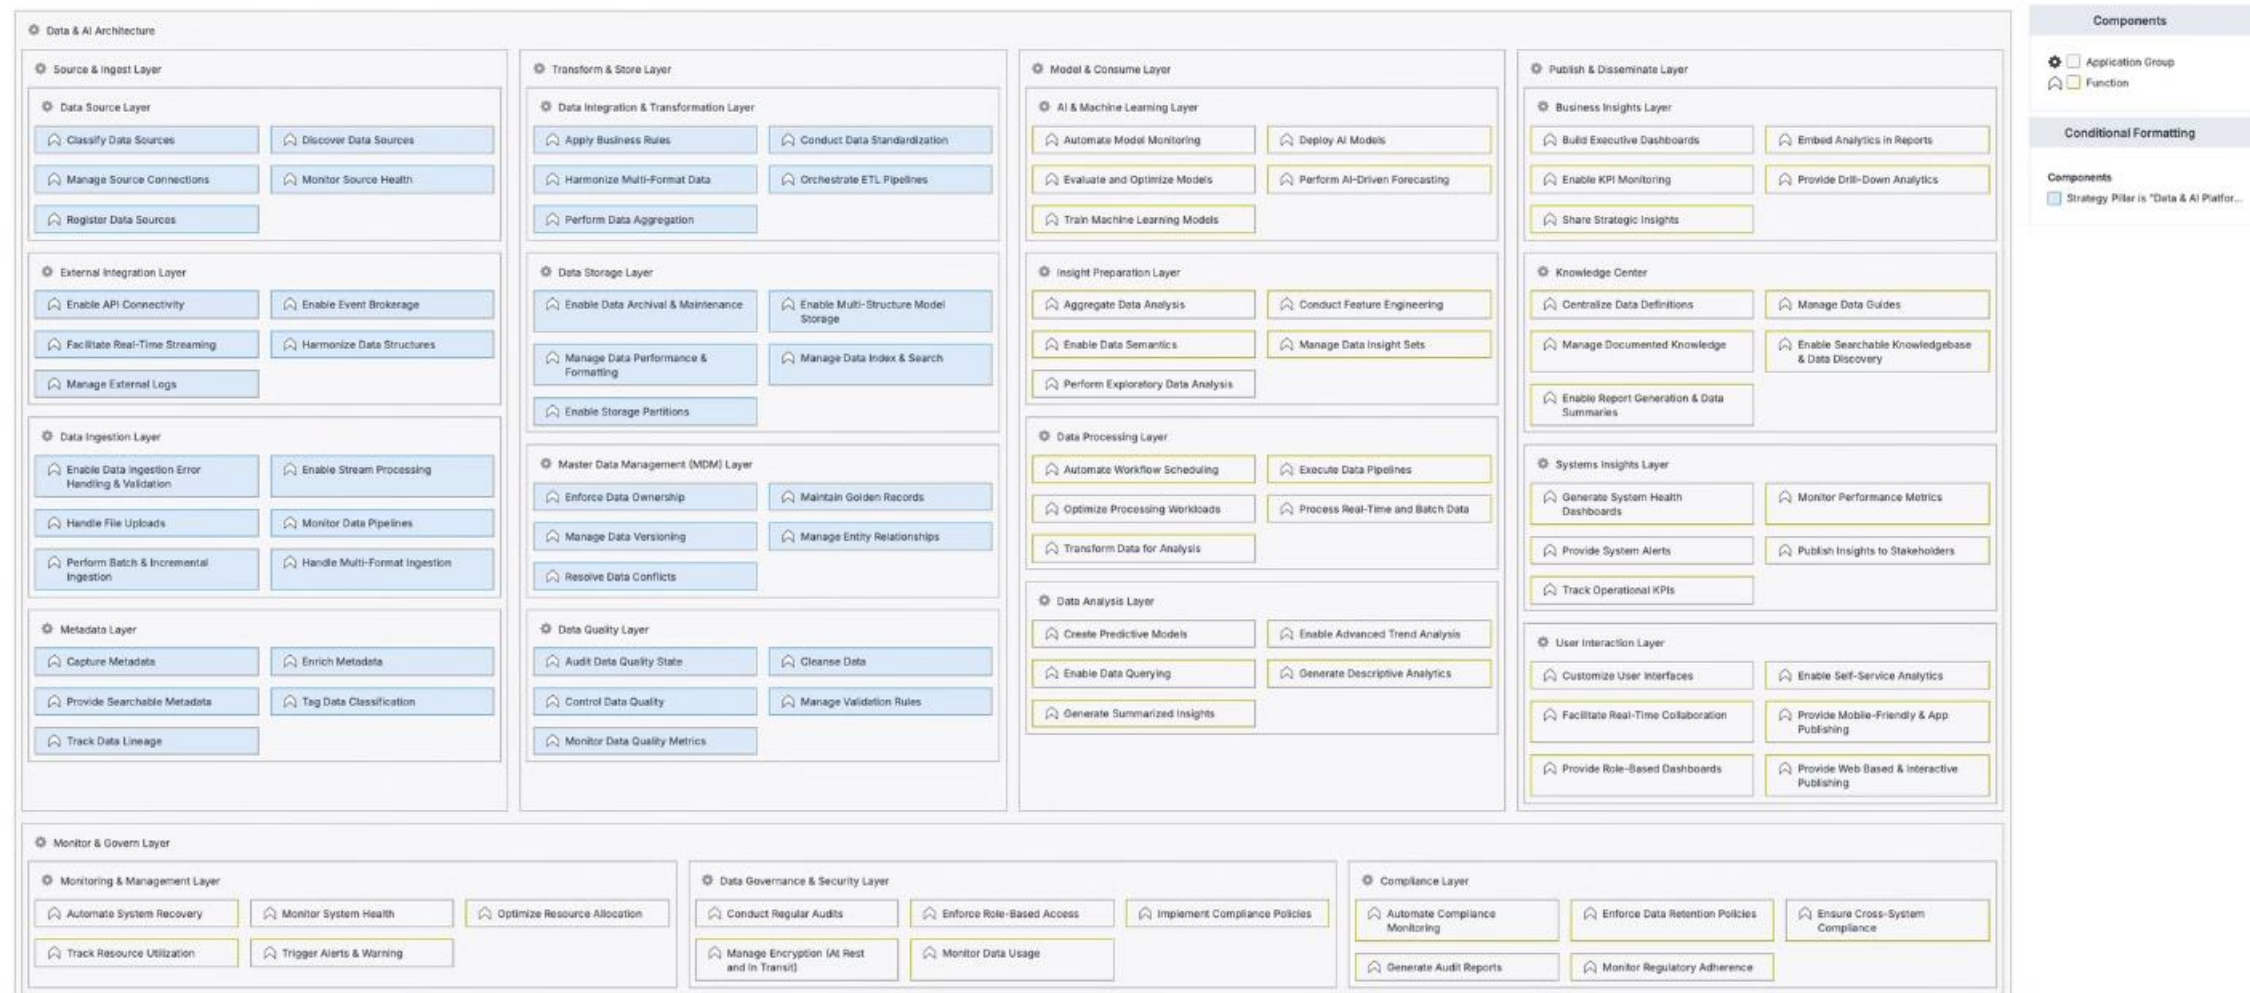 Data & AI Architecture
Source & Ingest Layer
Data Source Layer
Classify Data Sources
Discover Data Sources
Manage Source Connections
Monitor Source Health
Register Data Sources
External Integration Layer
Enable API Connectivity
Enable Event Brokerage
Facilitate Real-Time Streaming
Harmonize Data Structures
Manage External Logs
Data Ingestion Layer
Enable Data Ingestion Error
Handling & Validation
Enable Stream Processing
Handle File Uploads
Monitor Data Pipelines
Perform Batch & Incremental
Ingestion
Handle Multi-Format Ingestion
Metadata Layer
Capture Metadata
Enrich Metadata
Provide Searchable Metadata
Tag Data Classification
Track Data Lineage
Transform & Store Layer
Data Integration & Transformation Layer
Apply Business Rules
Conduct Data Standardization
Harmonize Multi-Format Data
Orchestrate ETL Pipelines
Perform Data Aggregation
Data Storage Layer
Enable Data Archival & Maintenance
Enable Multi-Structure Model
Storage
Manage Data Performance &
Formatting
Manage Data Index & Search
Enable Storage Partitions
Master Data Management (MDM) Layer
Enforce Data Ownership
Maintain Golden Records
Manage Data Versioning
Manage Entity Relationships
Resolve Data Conflicts
Data Quality Layer
Audit Data Quality State
Cleanse Data
Control Data Quality
Manage Validation Rules
Monitor Data Quality Metrics
Model & Consume Layer
AI & Machine Learning Layer
Automate Model Monitoring
Deploy AI Models
Evaluate and Optimize Models
Perform AI-Driven Forecasting
Train Machine Learning Models
Insight Preparation Layer
Aggregate Data Analysis
Conduct Feature Engineering
Enable Data Semantics
Manage Data Insight Sets
Perform Exploratory Data Analysis
Data Processing Layer
Automate Workflow Scheduling
Execute Data Pipelines
Optimize Processing Workloads
Process Real-Time and Batch Data
Transform Data for Analysis
Data Analysis Layer
Create Predictive Models
Enable Advanced Trend Analysis
Enable Data Querying
Generate Descriptive Analytics
Generate Summarized Insights
Publish & Disseminate Layer
Business Insights Layer
Build Executive Dashboards
Embed Analytics in Reports
Enable KPI Monitoring
Provide Drill-Down Analytics
Share Strategic Insights
Knowledge Center
Centralize Data Definitions
Manage Data Guides
Manage Documented Knowledge
Enable Searchable Knowledgebase
& Data Discovery
Enable Report Generation & Data
Summaries
Systems Insights Layer
Generate System Health
Dashboards
Monitor Performance Metrics
Provide System Alerts
Publish Insights to Stakeholders
Track Operational KPIs
User Interaction Layer
Customize User Interfaces
Enable Self-Service Analytics
Facilitate Real-Time Collaboration
Provide Mobile-Friendly & App
Publishing
Provide Role-Based Dashboards
Provide Web Based & Interactive
Publishing
Monitor & Govern Layer
Monitoring & Management Layer
Automate System Recovery
Monitor System Health
Optimize Resource Allocation
Track Resource Utilization
Trigger Alerts & Warning
Data Governance & Security Layer
Conduct Regular Audits
Enforce Role-Based Access
Implement Compliance Policies
Manage Encryption (At Rest
and In Transit)
Monitor Data Usage
Compliance Layer
Automate Compliance
Monitoring
Enforce Data Retention Policies
Ensure Cross-System
Compliance
Generate Audit Reports
Monitor Regulatory Adherence
Components
Application Group
Function
Conditional Formatting
Components
Strategy Pillar is "Data & AI Platfor...